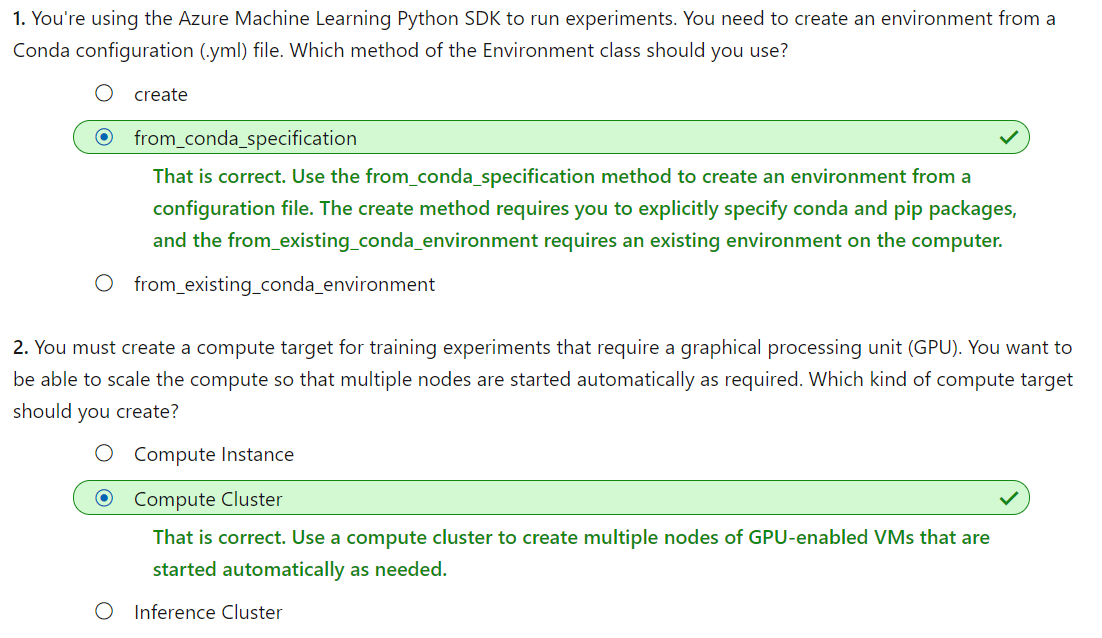 1. You're using the Azure Machine Learning Python SDK to run experiments. You need to create an environment from a
Conda configuration (.yml) file. Which method of the Environment class should you use?
create
from_conda_specification
That is correct. Use the from_conda_specification method to create an environment from a
configuration file. The create method requires you to explicitly specify conda and pip packages,
and the from_existing_conda_environment requires an existing environment on the computer.
from_existing_conda_environment
2. You must create a compute target for training experiments that require a graphical processing unit (GPU). You want to
be able to scale the compute so that multiple nodes are started automatically as required. Which kind of compute target
should you create?
Compute Instance
Compute Cluster
That is correct. Use a compute cluster to create multiple nodes of GPU-enabled VMs that are
started automatically as needed.
Inference Cluster